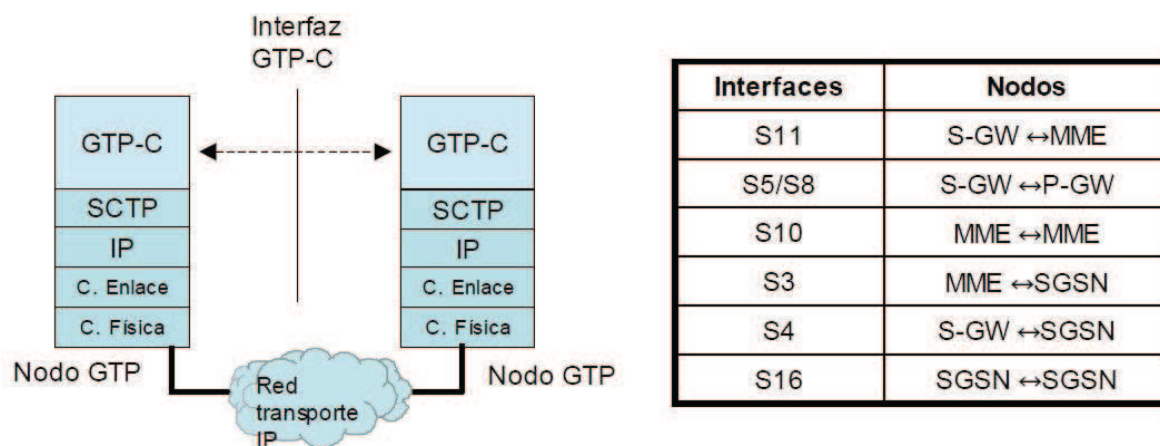 Interfaz
GTP-C
GTP-C
SCTP
IP
C. Enlace
C. Física
Nodo GTP
GTP-C
SCTP
IP
C. Enlace
C. Física
Nodo GTP
Red
transporte
IP
Interfaces Nodos
S11 S-GW ↔MME
S5/S8 S-GW ↔P-GW
S10 MME ↔MME
S3 MME ↔SGSN
S4 S-GW ↔SGSN
S16 SGSN ↔SGSN